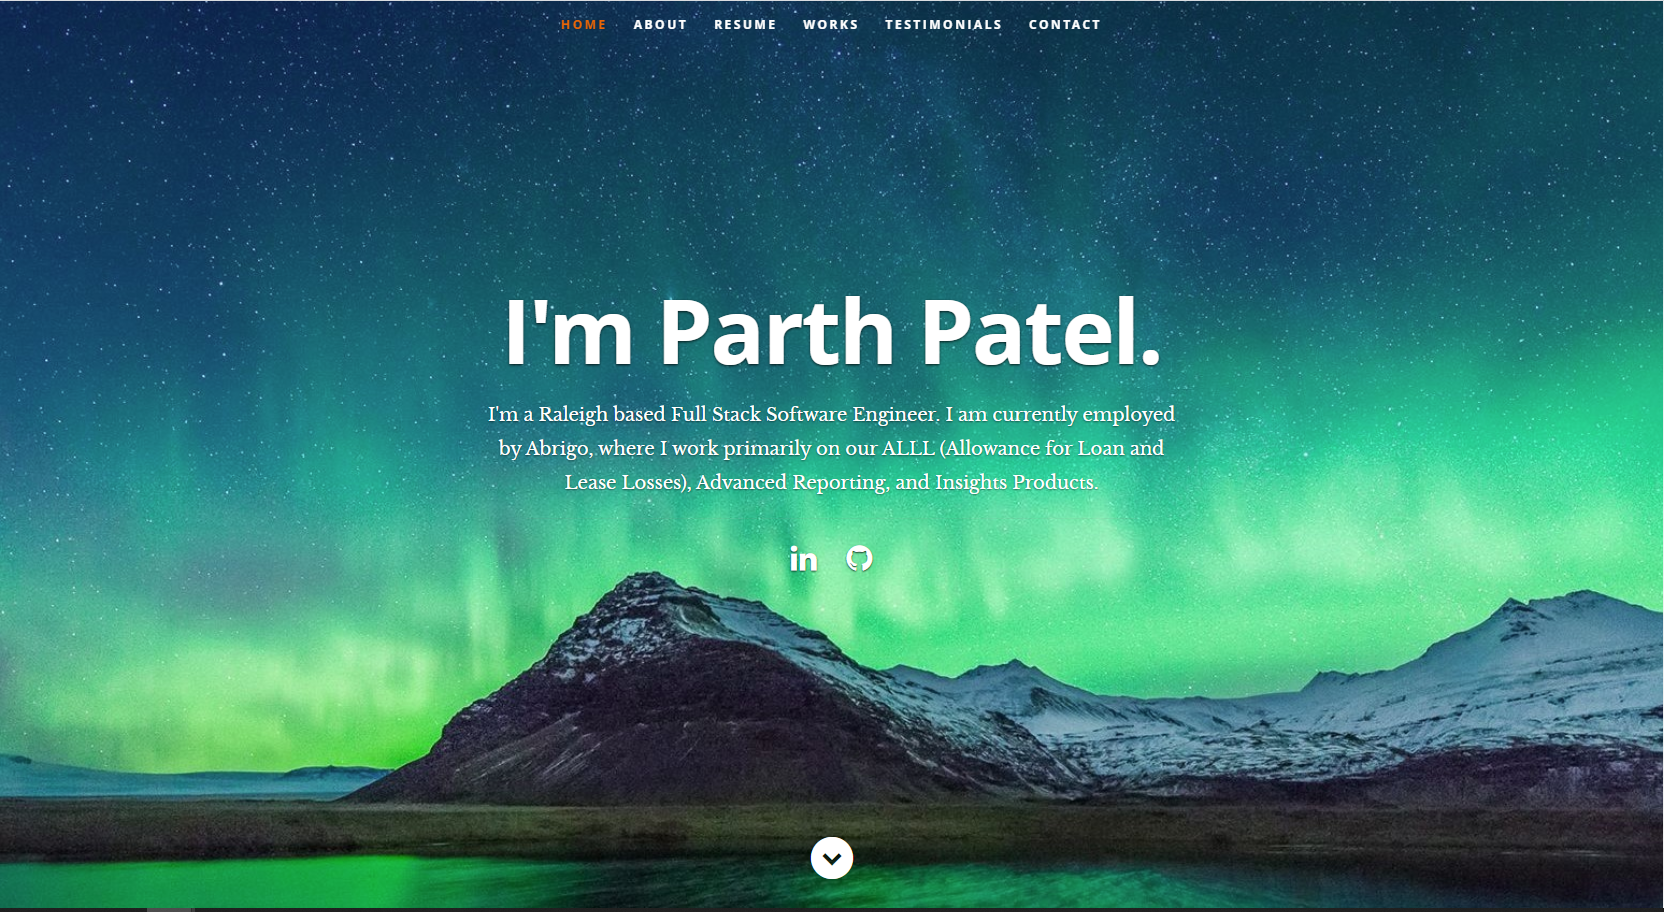 HOME ABOUT RESUME WORKS TESTIMONIALS CONTACT
I'm Parth Patel.
I'm a Raleigh based Full Stack Software Engineer. I am currently employed
by Abrigo, where I work primarily on our ALLL (Allowance for Loan and
Lease Losses), Advanced Reporting, and Insights Products.
in